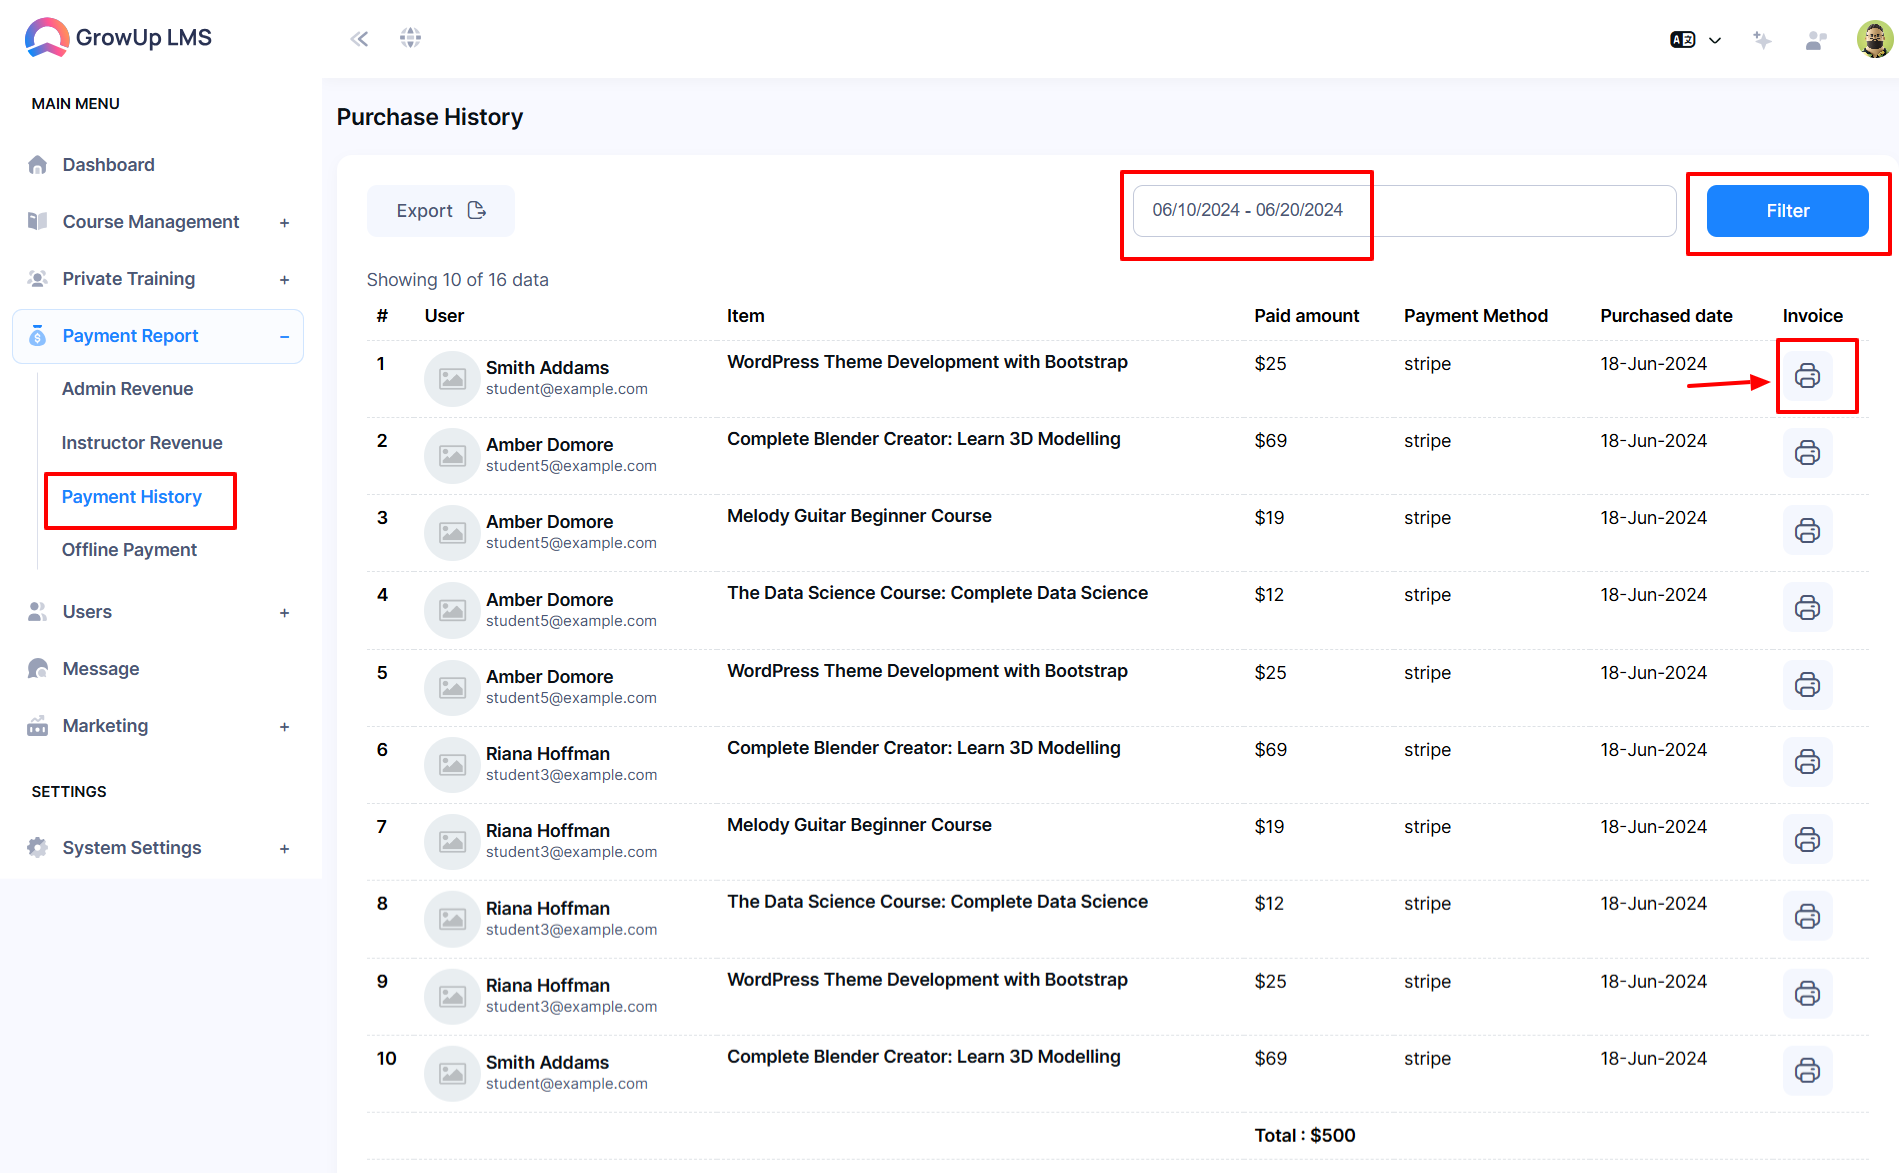 GrowUp LMS
MAIN MENU
Dashboard
Course Management +
Private Training +
Payment Report −
Admin Revenue
Instructor Revenue
Payment History
Offline Payment
Users +
Message
Marketing +
SETTINGS
System Settings +
Purchase History
Export
06/10/2024 - 06/20/2024
Filter
Showing 10 of 16 data
# User Item Paid amount Payment Method Purchased date Invoice
1 Smith Addams WordPress Theme Development with Bootstrap $25 stripe 18-Jun-2024
student@example.com
2 Amber Domore Complete Blender Creator: Learn 3D Modelling $69 stripe 18-Jun-2024
student5@example.com
3 Amber Domore Melody Guitar Beginner Course $19 stripe 18-Jun-2024
student5@example.com
4 Amber Domore The Data Science Course: Complete Data Science $12 stripe 18-Jun-2024
student5@example.com
5 Amber Domore WordPress Theme Development with Bootstrap $25 stripe 18-Jun-2024
student5@example.com
6 Riana Hoffman Complete Blender Creator: Learn 3D Modelling $69 stripe 18-Jun-2024
student3@example.com
7 Riana Hoffman Melody Guitar Beginner Course $19 stripe 18-Jun-2024
student3@example.com
8 Riana Hoffman The Data Science Course: Complete Data Science $12 stripe 18-Jun-2024
student3@example.com
9 Riana Hoffman WordPress Theme Development with Bootstrap $25 stripe 18-Jun-2024
student3@example.com
10 Smith Addams Complete Blender Creator: Learn 3D Modelling $69 stripe 18-Jun-2024
student@example.com
Total : $500